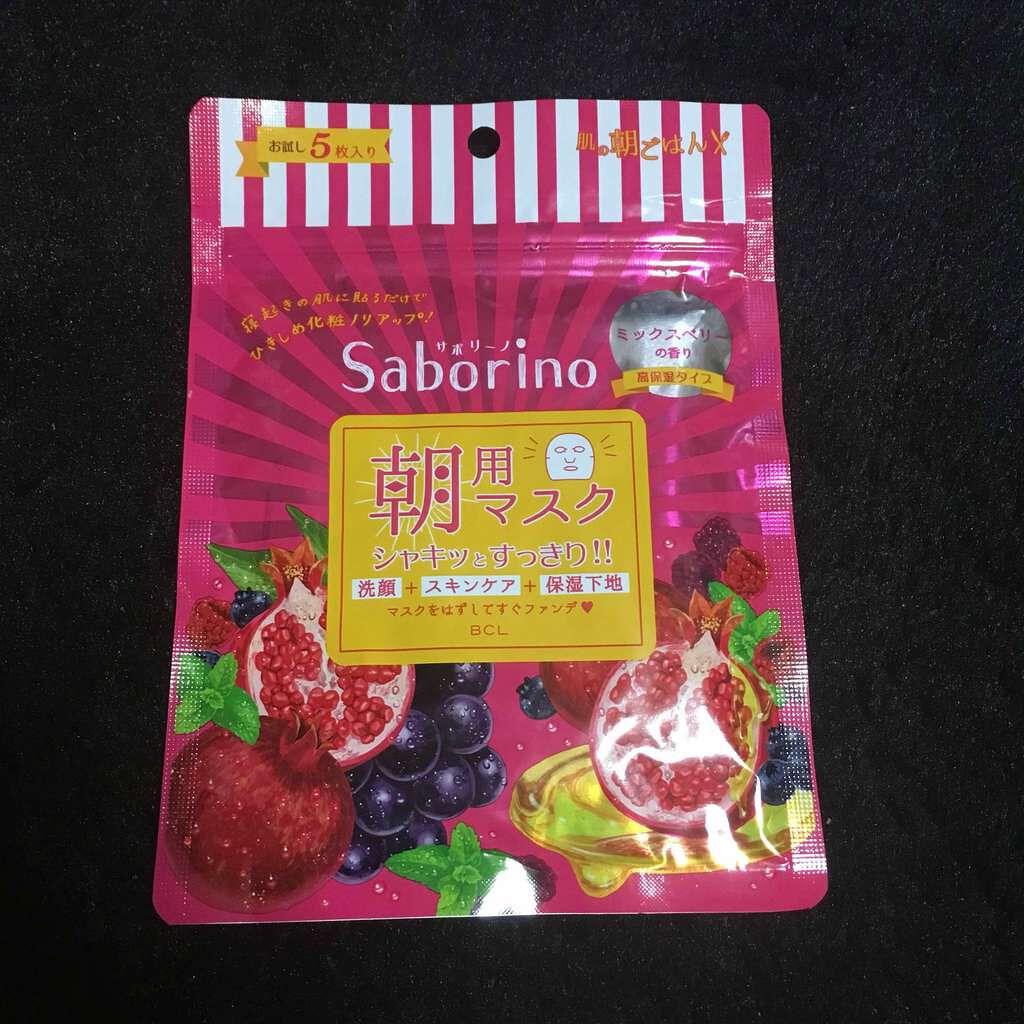 お試し5枚入り
肌の朝ごはん
寝起きの肌に貼るだけで
ひきしめ化粧ノリアップ!
サボリーノ
Saborino
ミックスベリー
の香り
高保湿タイプ
朝用マスク
シャキッとすっきり!!
洗顔+スキンケア+保湿下地
マスクをはずしてすぐファンデ♥
BCL